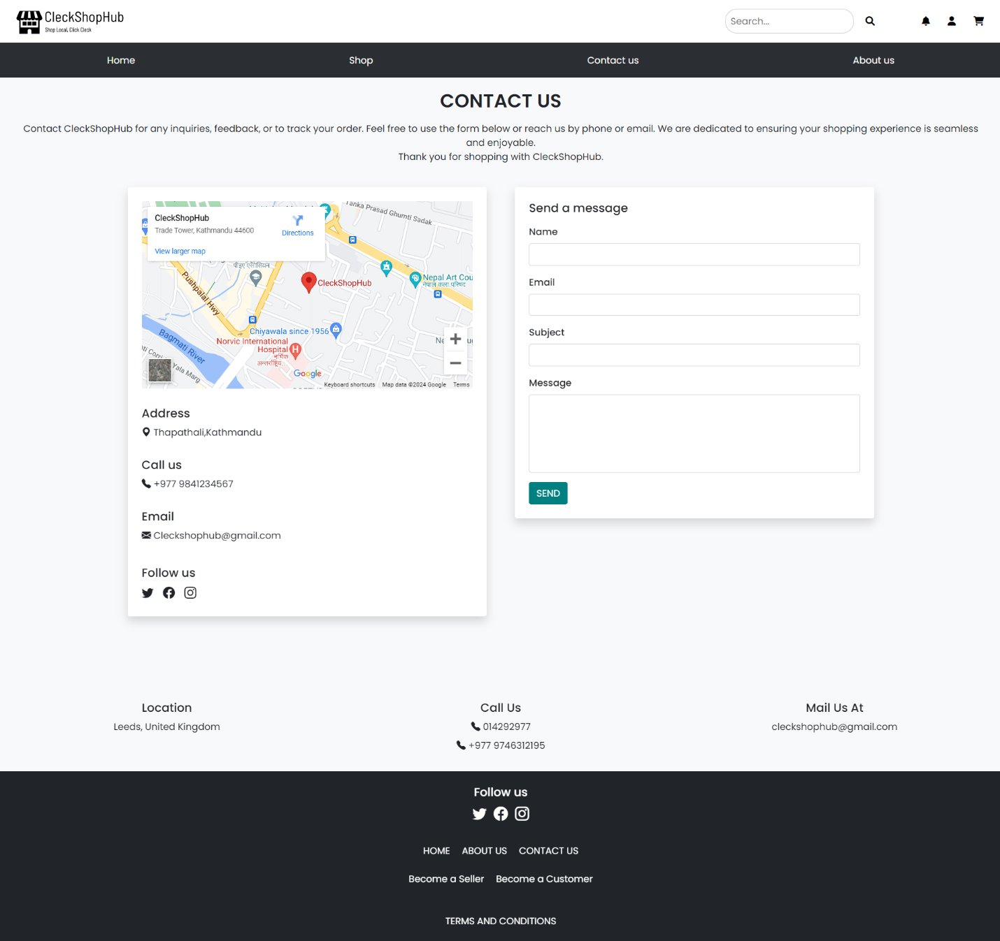 CleckShopHub
Shop Local, Click Cleck
Search...
Home
Shop
Contact us
About us
CONTACT US
Contact CleckShopHub for any inquiries, feedback, or to track your order. Feel free to use the form below or reach us by phone or email. We are dedicated to ensuring your shopping experience is seamless
and enjoyable.
Thank you for shopping with CleckShopHub.
CleckShopHub
Trade Tower, Kathmandu 44600
Directions
View larger map
Tanka Prasad Ghumti Sadak
पीइए एसोसियन
Pushpalal Hwy
CleckShopHub
Nepal Art Cou
नेपाल कला परिषद
Chiyawala since 1956
Norvic International
Hospital
नर्भिक
अन्तर्राष्ट्रिय
Bagmati River
Yala Marg
Google
Keyboard shortcuts
Map data ©2024 Google
Terms
Address
Thapathali,Kathmandu
Call us
+977 9841234567
Email
Cleckshophub@gmail.com
Follow us
Send a message
Name
Email
Subject
Message
SEND
Location
Leeds, United Kingdom
Call Us
014292977
+977 9746312195
Mail Us At
cleckshophub@gmail.com
Follow us
HOME ABOUT US CONTACT US
Become a Seller Become a Customer
TERMS AND CONDITIONS